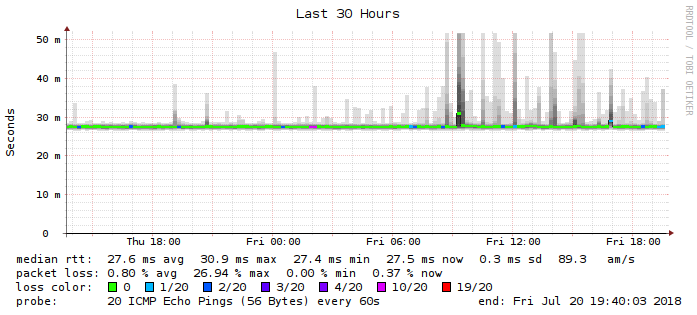 Last 30 Hours
RRDTOOL / TOBI OETIKER
Seconds
50 m
40 m
30 m
20 m
10 m
0
Thu 18:00 Fri 00:00 Fri 06:00 Fri 12:00 Fri 18:00
median rtt: 27.6 ms avg 30.9 ms max 27.4 ms min 27.5 ms now 0.3 ms sd 89.3 am/s
packet loss: 0.80 % avg 26.94 % max 0.00 % min 0.37 % now
loss color: 0 1/20 2/20 3/20 4/20 10/20 19/20
probe: 20 ICMP Echo Pings (56 Bytes) every 60s end: Fri Jul 20 19:40:03 2018